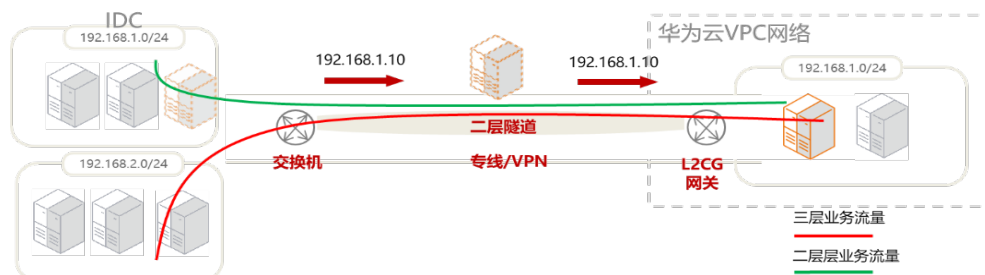 IDC
192.168.1.0/24
192.168.1.10
192.168.1.10
华为云VPC网络
192.168.1.0/24
二层隧道
交换机
专线/VPN
L2CG
网关
192.168.2.0/24
三层业务流量
二层层业务流量